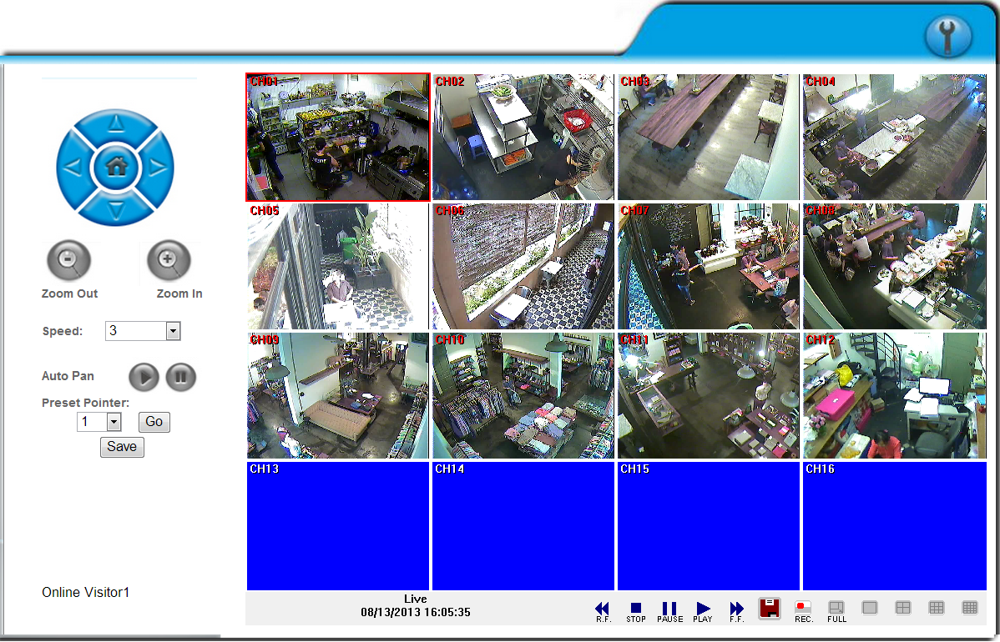 CH01
CH02
CH03
CH04
CH05
CH06
CH07
CH08
CH09
CH10
CH11
CH12
CH13
CH14
CH15
CH16
Zoom Out
Zoom In
Speed:
3
Auto Pan
Preset Pointer:
1
Go
Save
Online Visitor1
Live
08/13/2013 16:05:35
R.F.
STOP
PAUSE
PLAY
F.F.
REC.
FULL